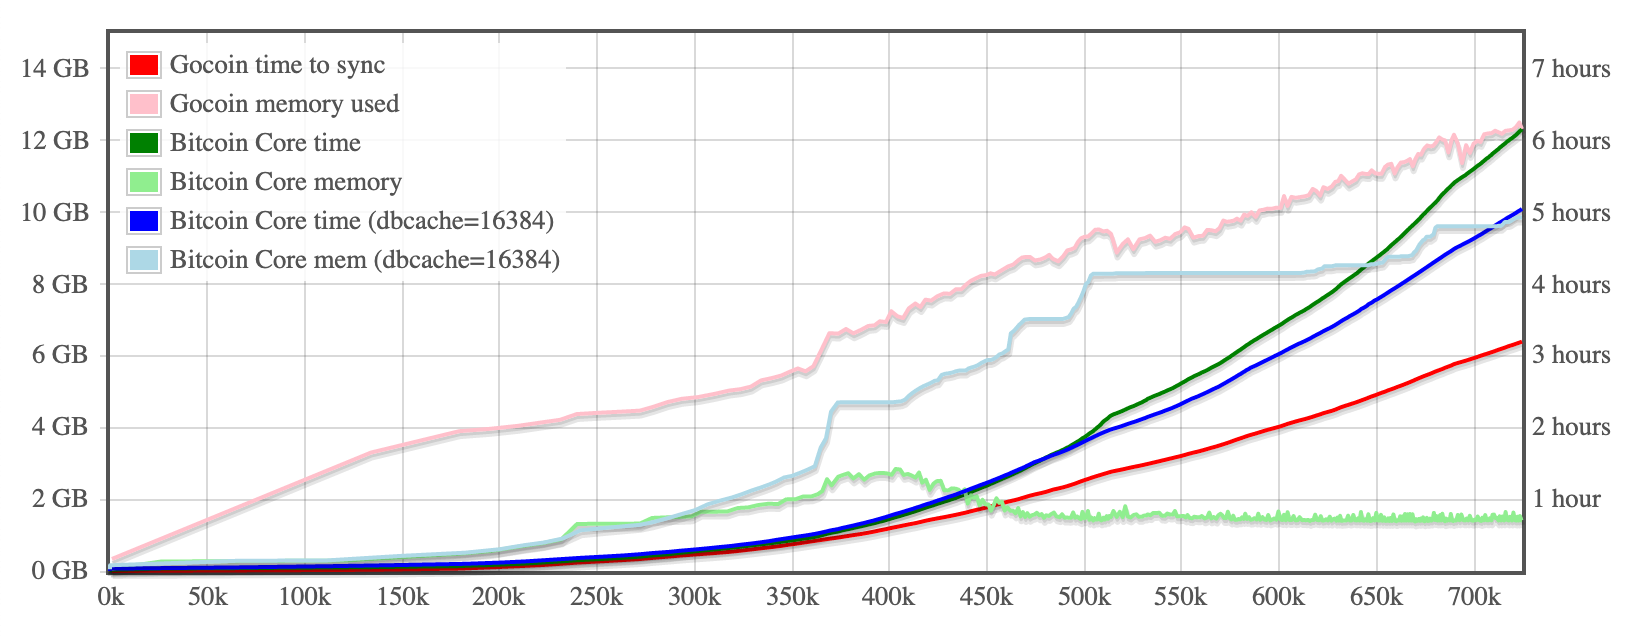 14 GB
12 GB
10 GB
8 GB
6 GB
4 GB
2 GB
0 GB
Gocoin time to sync
Gocoin memory used
Bitcoin Core time
Bitcoin Core memory
Bitcoin Core time (dbcache=16384)
Bitcoin Core mem (dbcache=16384)
7 hours
6 hours
5 hours
4 hours
3 hours
2 hours
1 hour
0k 50k 100k 150k 200k 250k 300k 350k 400k 450k 500k 550k 600k 650k 700k